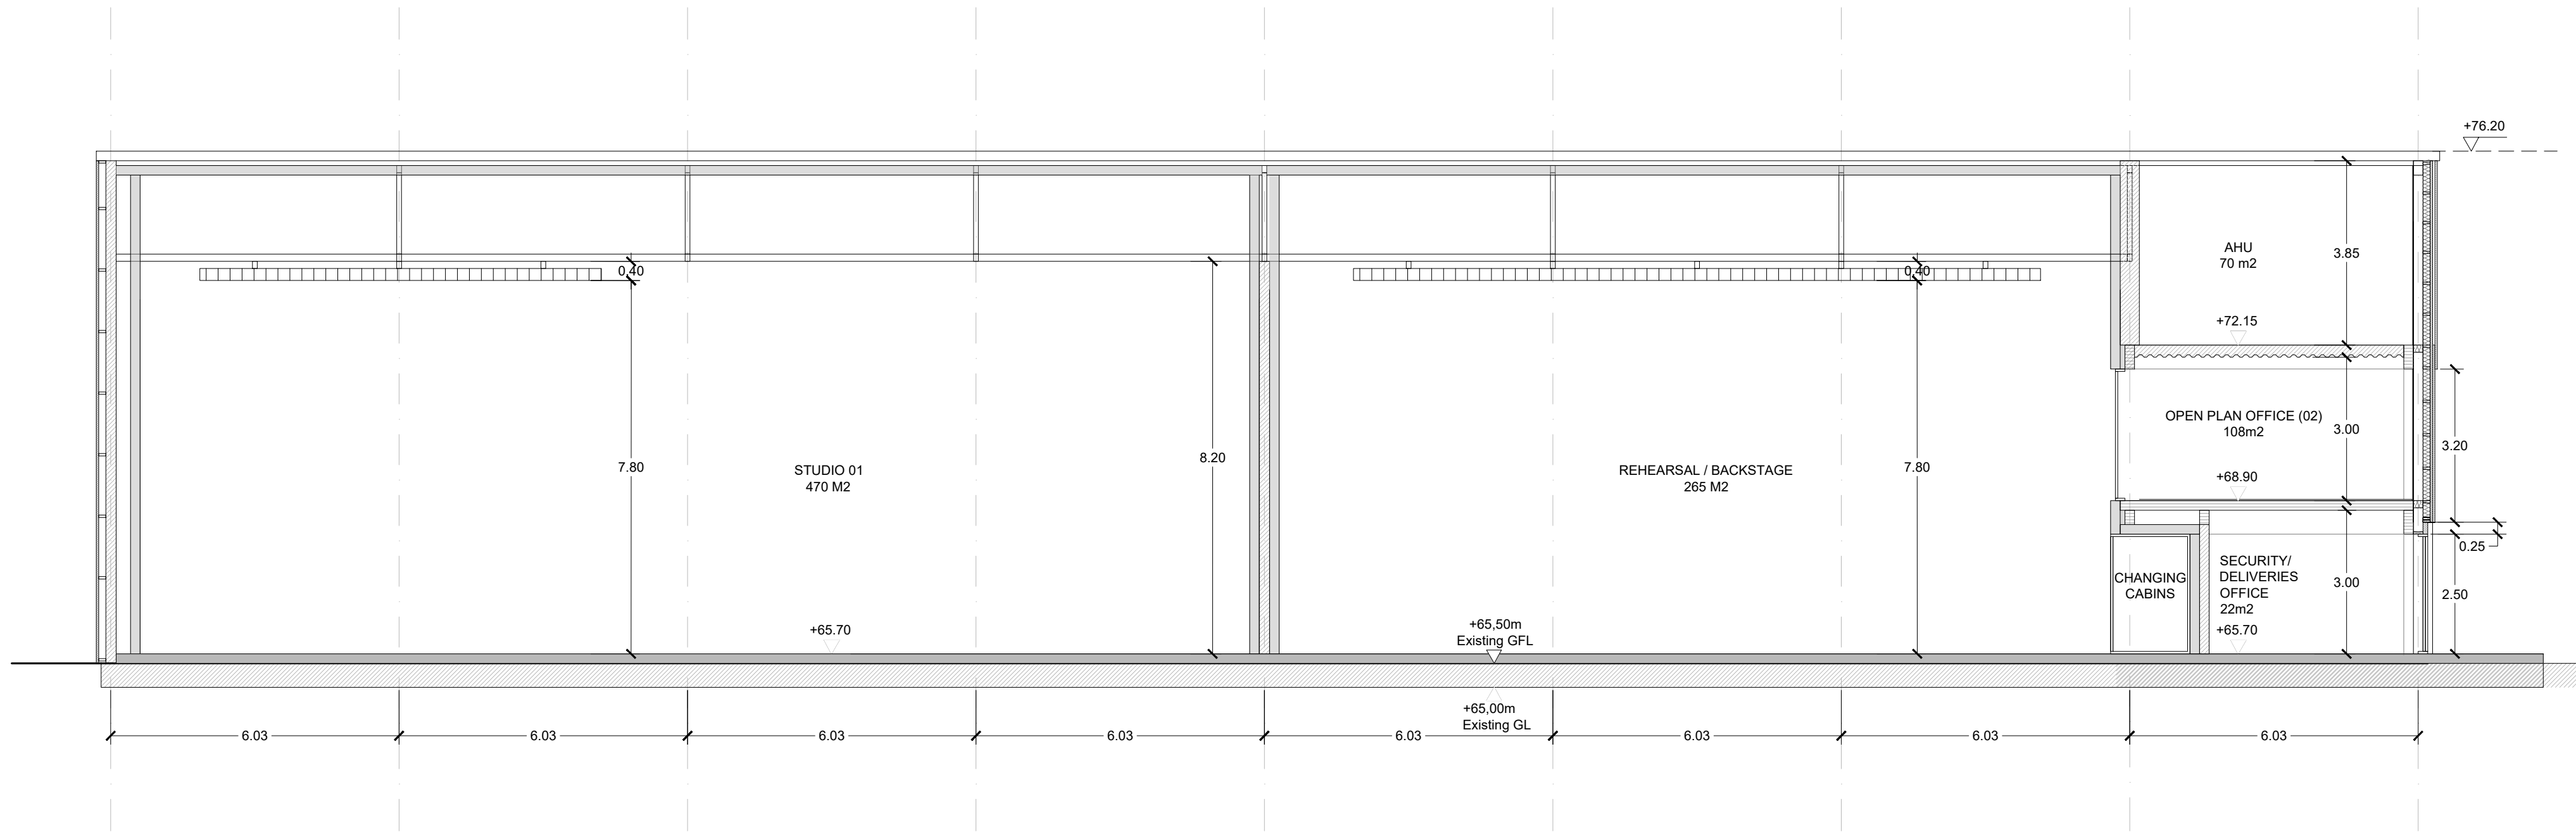 +76.20
0.40
0.40
AHU
70 m2
3.85
+72.15
OPEN PLAN OFFICE (02)
108m2
3.00
3.20
7.80
STUDIO 01
470 M2
8.20
REHEARSAL / BACKSTAGE
265 M2
7.80
+68.90
0.25
CHANGING
CABINS
SECURITY/
DELIVERIES
OFFICE
22m2
3.00
2.50
+65.70
+65,50m
Existing GFL
+65.70
+65,00m
Existing GL
6.03
6.03
6.03
6.03
6.03
6.03
6.03
6.03